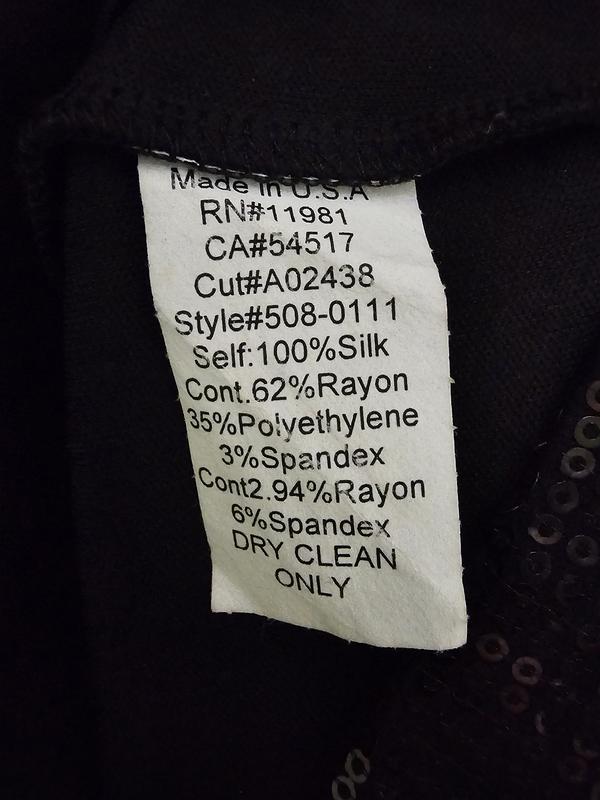 Made in U.S.A
RN#11981
CA#54517
Cut#A02438
Style#508-0111
Self:100%Silk
Cont.62%Rayon
35%Polyethylene
3%Spandex
Cont2.94%Rayon
6%Spandex
DRY CLEAN
ONLY